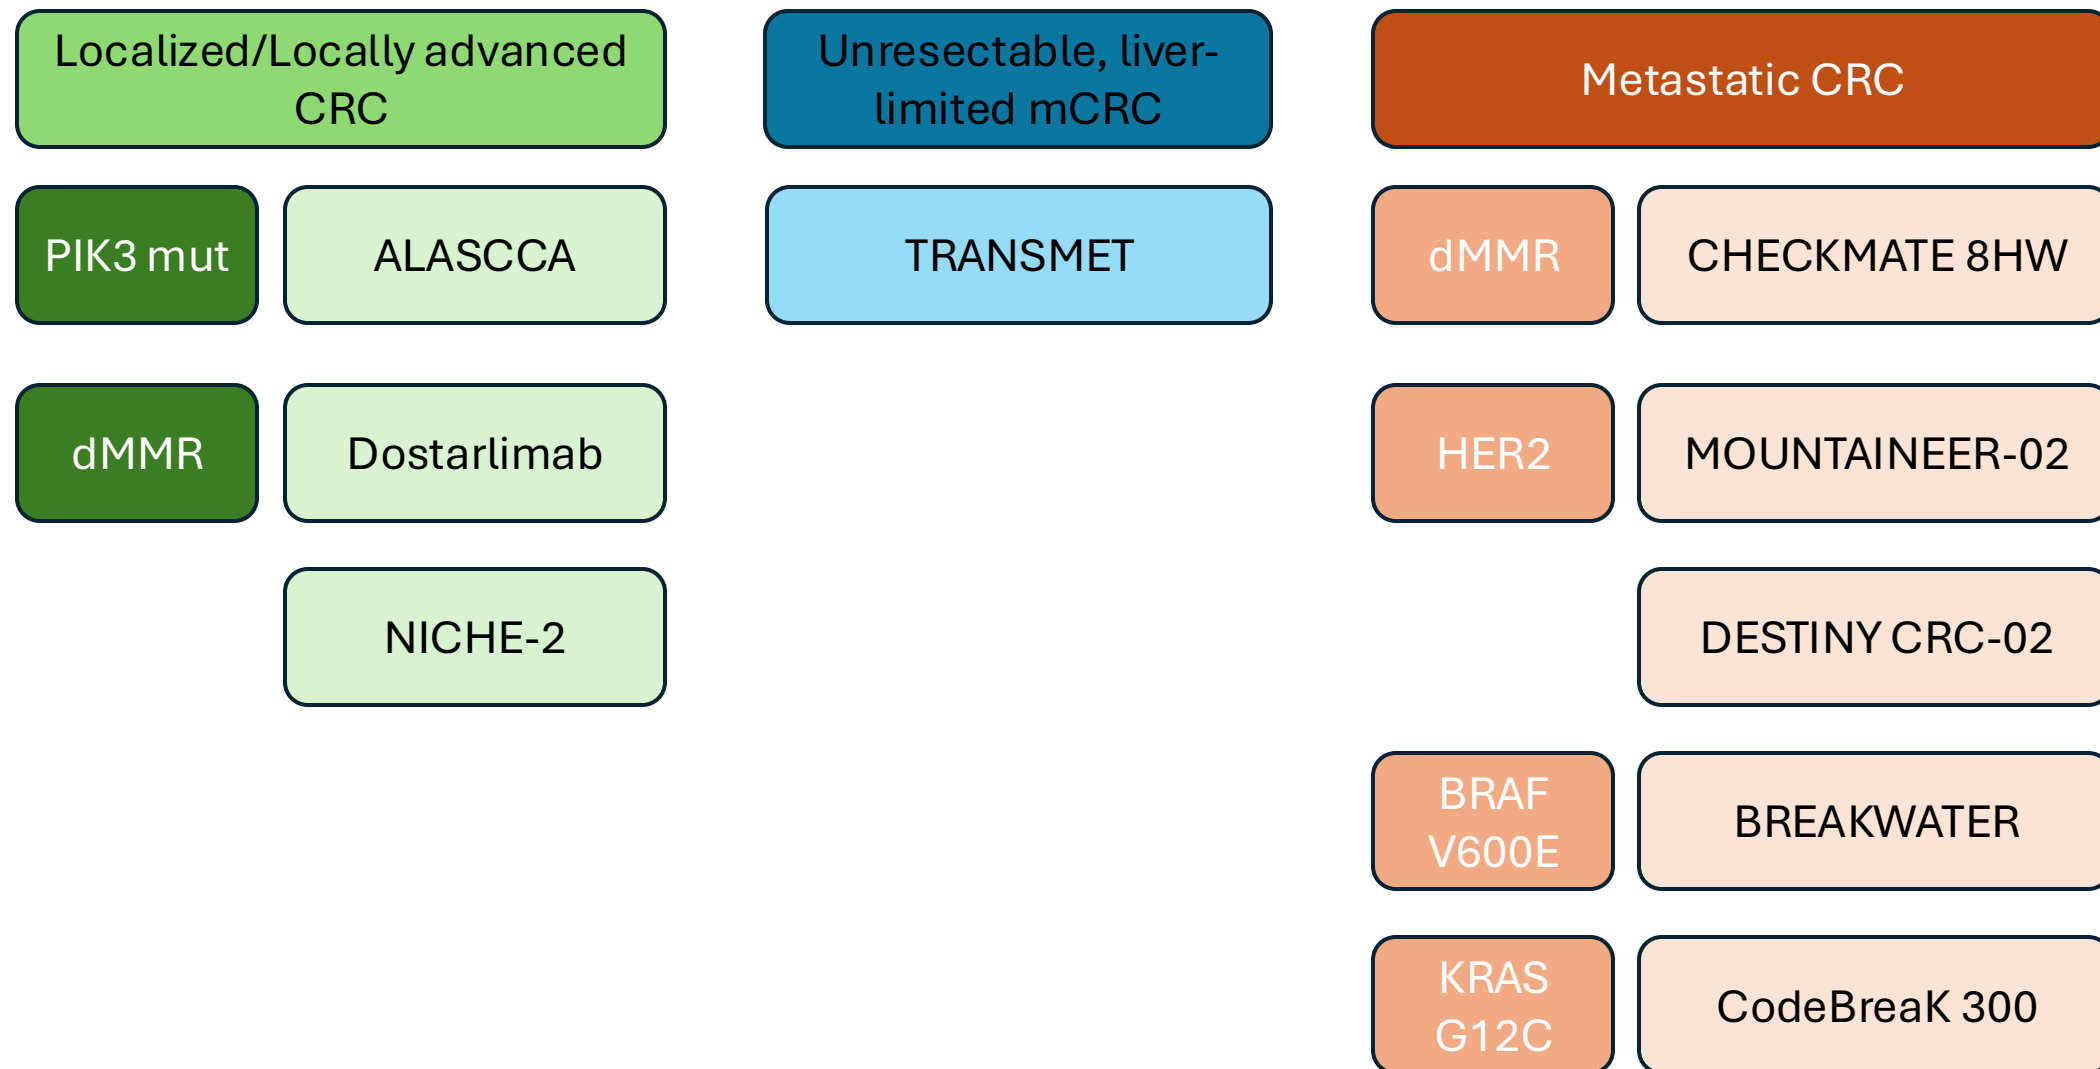 Localized/Locally advanced
CRC
Unresectable, liver-
limited mCRC
Metastatic CRC
PIK3 mut
ALASCCA
TRANSMET
dMMR
CHECKMATE 8HW
dMMR
Dostarlimab
HER2
MOUNTAINEER-02
NICHE-2
DESTINY CRC-02
BRAF
V600E
BREAKWATER
KRAS
G12C
CodeBreaK 300